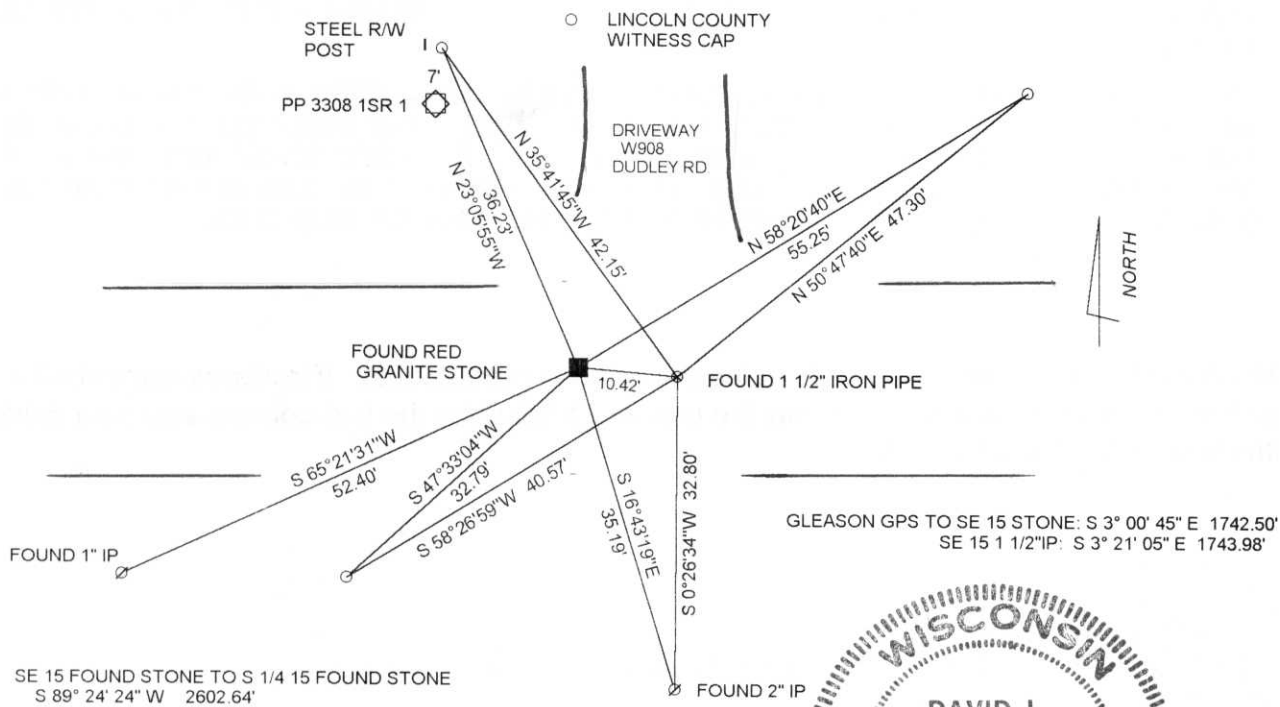 STEEL R/W
POST
I
7'
PP 3308 1SR 1
LINCOLN COUNTY
WITNESS CAP
DRIVEWAY
W908
DUDLEY RD.
N 35°41'45"W 42.15'
36.23'
N 23°05'55"W
N 58°20'40"E
55.25'
N 50°47'40"E 47.30'
NORTH
FOUND RED
GRANITE STONE
10.42'
FOUND 1 1/2" IRON PIPE
S 65°21'31"W
52.40'
S 47°33'04"W
32.79'
S 58°26'59"W 40.57'
S 16°43'19"E
35.19'
S 0°26'34"W 32.80'
GLEASON GPS TO SE 15 STONE: S 3° 00' 45" E 1742.50'
SE 15 1 1/2"IP: S 3° 21' 05" E 1743.98'
FOUND 1" IP
FOUND 2" IP
SE 15 FOUND STONE TO S 1/4 15 FOUND STONE
S 89° 24' 24" W 2602.64'
WISCONSIN
DAVID J.